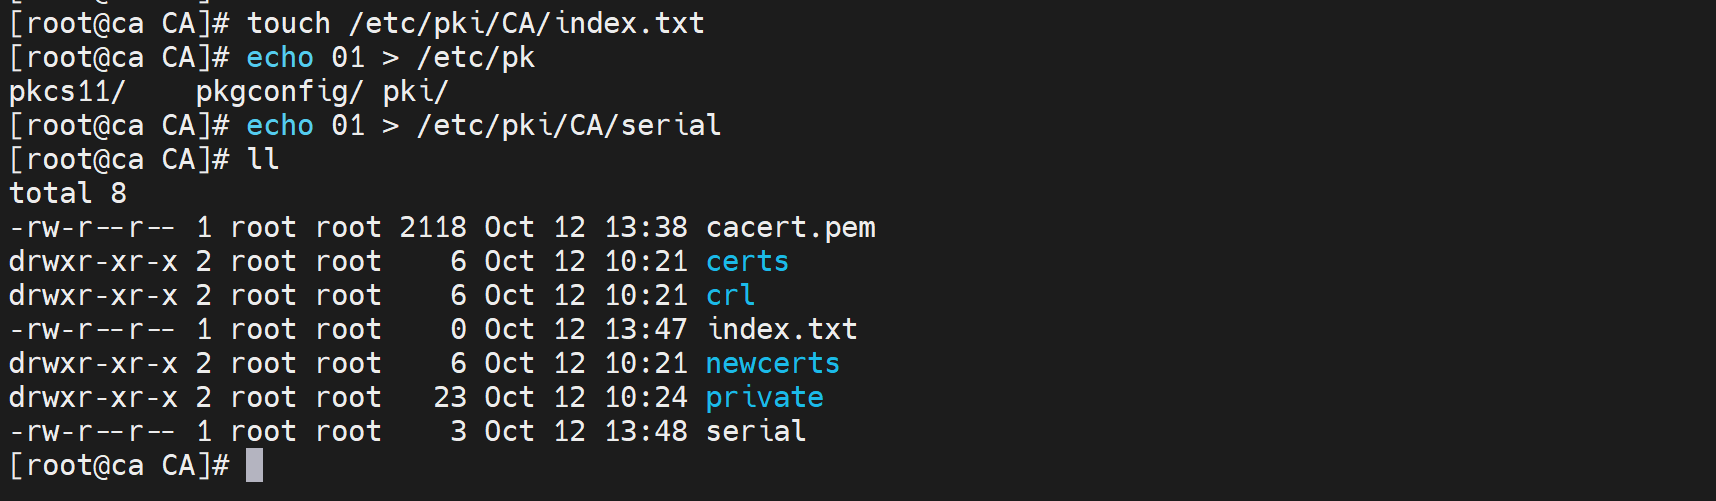 [root@ca CA]# touch /etc/pki/CA/index.txt
[root@ca CA]# echo 01 > /etc/pk
pkcs11/    pkgconfig/ pki/
[root@ca CA]# echo 01 > /etc/pki/CA/serial
[root@ca CA]# ll
total 8
-rw-r--r-- 1 root root 2118 Oct 12 13:38 cacert.pem
drwxr-xr-x 2 root root    6 Oct 12 10:21 certs
drwxr-xr-x 2 root root    6 Oct 12 10:21 crl
-rw-r--r-- 1 root root    0 Oct 12 13:47 index.txt
drwxr-xr-x 2 root root    6 Oct 12 10:21 newcerts
drwxr-xr-x 2 root root   23 Oct 12 10:24 private
-rw-r--r-- 1 root root    3 Oct 12 13:48 serial
[root@ca CA]#